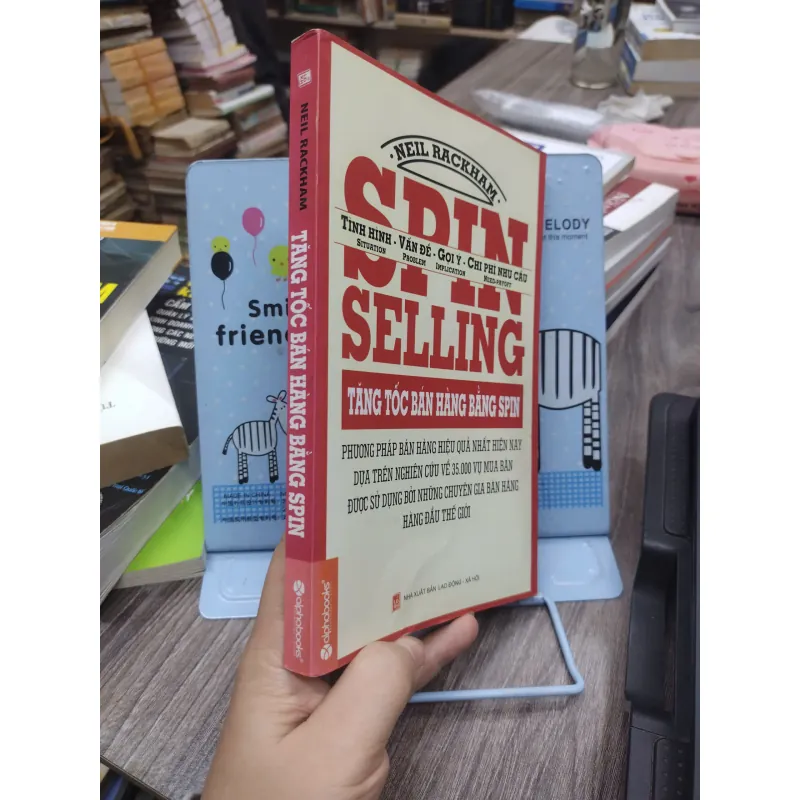 NEIL RACKHAM
TĂNG TỐC BÁN HÀNG BẰNG SPIN
alphabooks
alphabooks
·NEIL RACKHAM·
SPIN
TÌNH HÌNH - VẤN ĐỀ - GỢI Ý - CHI PHÍ NHU CẦU
SITUATION PROBLEM IMPLICATION NEED-PAYOFF
SELLING
TĂNG TỐC BÁN HÀNG BẰNG SPIN
PHƯƠNG PHÁP BÁN HÀNG HIỆU QUẢ NHẤT HIỆN NAY
DỰA TRÊN NGHIÊN CỨU VỀ 35.000 VỤ MUA BÁN
ĐƯỢC SỬ DỤNG BỞI NHỮNG CHUYÊN GIA BÁN HÀNG
HÀNG ĐẦU THẾ GIỚI
NHÀ XUẤT BẢN LAO ĐỘNG - XÃ HỘI
Smi
friend
ELODY